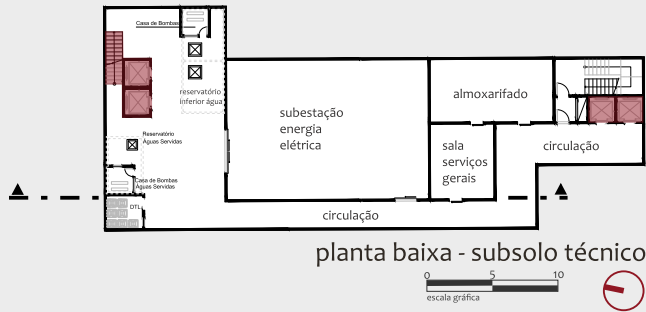 Casa de Bombas
reservatório
inferior água
subestação
energia
elétrica
almoxarifado
Reservatório
Águas Servidas
sala
serviços
gerais
circulação
Casa de Bombas
Águas Servidas
DTL
circulação
planta baixa - subsolo técnico
0 5 10
escala gráfica